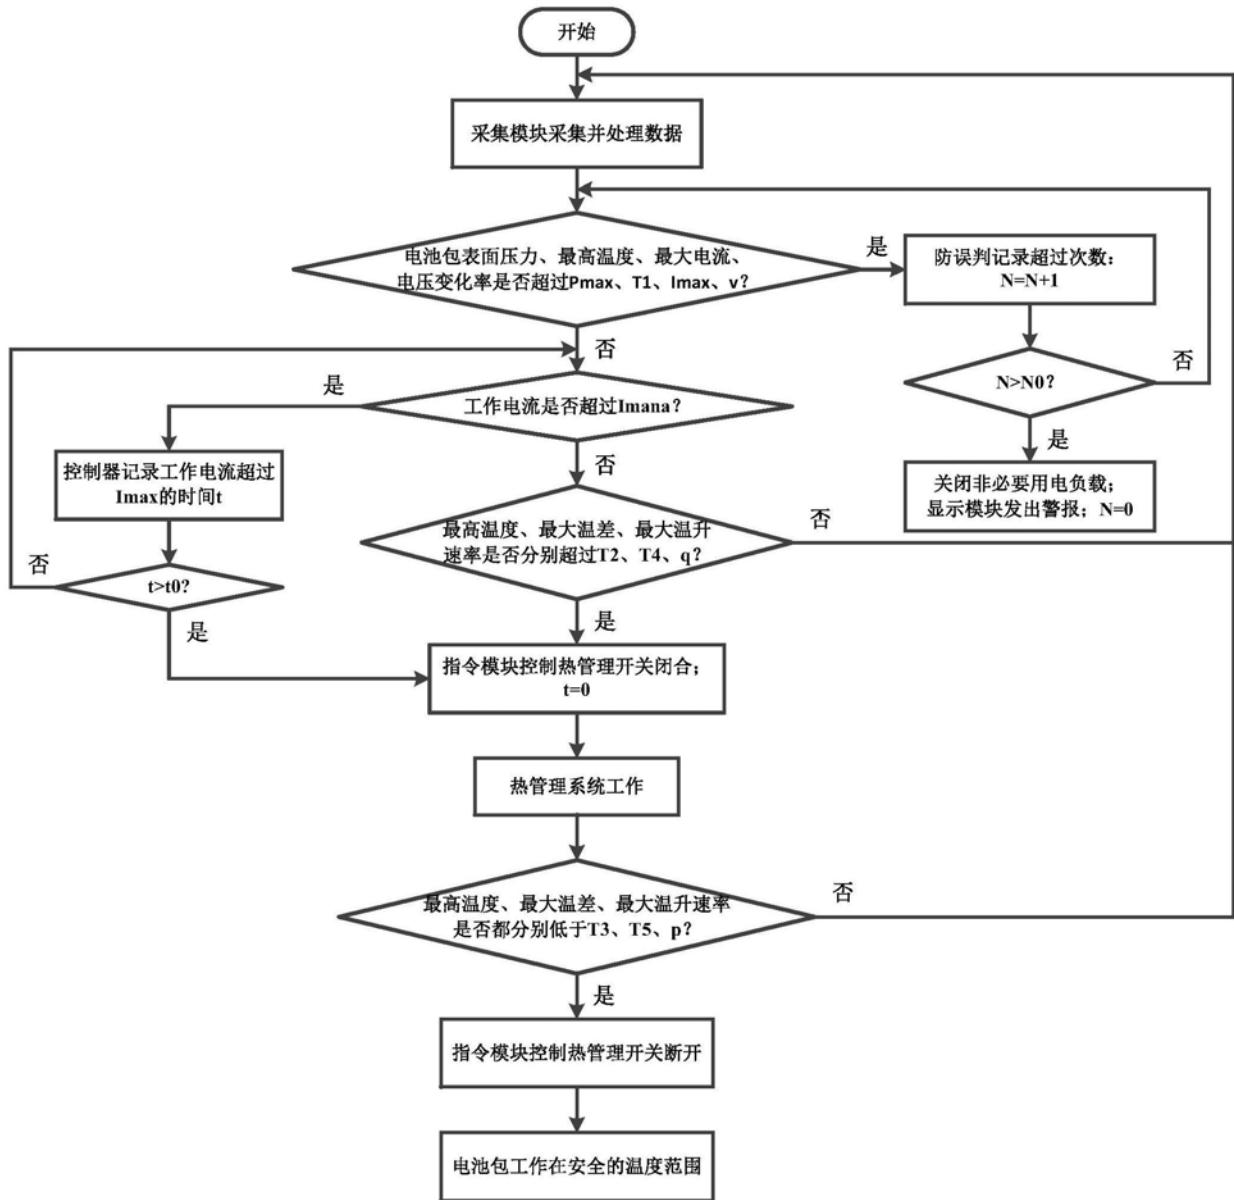 开始
采集模块采集并处理数据
电池包表面压力、最高温度、最大电流、
电压变化率是否超过Pmax、T1、Imax、v？
是
防误判记录超过次数：
N=N+1
否
N>N0？
否
是
关闭非必要用电负载；
显示模块发出警报；N=0
工作电流是否超过Imana？
是
控制器记录工作电流超过
Imax的时间t
否
t>t0?
是
否
最高温度、最大温差、最大温升
速率是否分别超过T2、T4、q？
否
是
指令模块控制热管理开关闭合；
t=0
热管理系统工作
最高温度、最大温差、最大温升速率
是否都分别低于T3、T5、p？
否
是
指令模块控制热管理开关断开
电池包工作在安全的温度范围